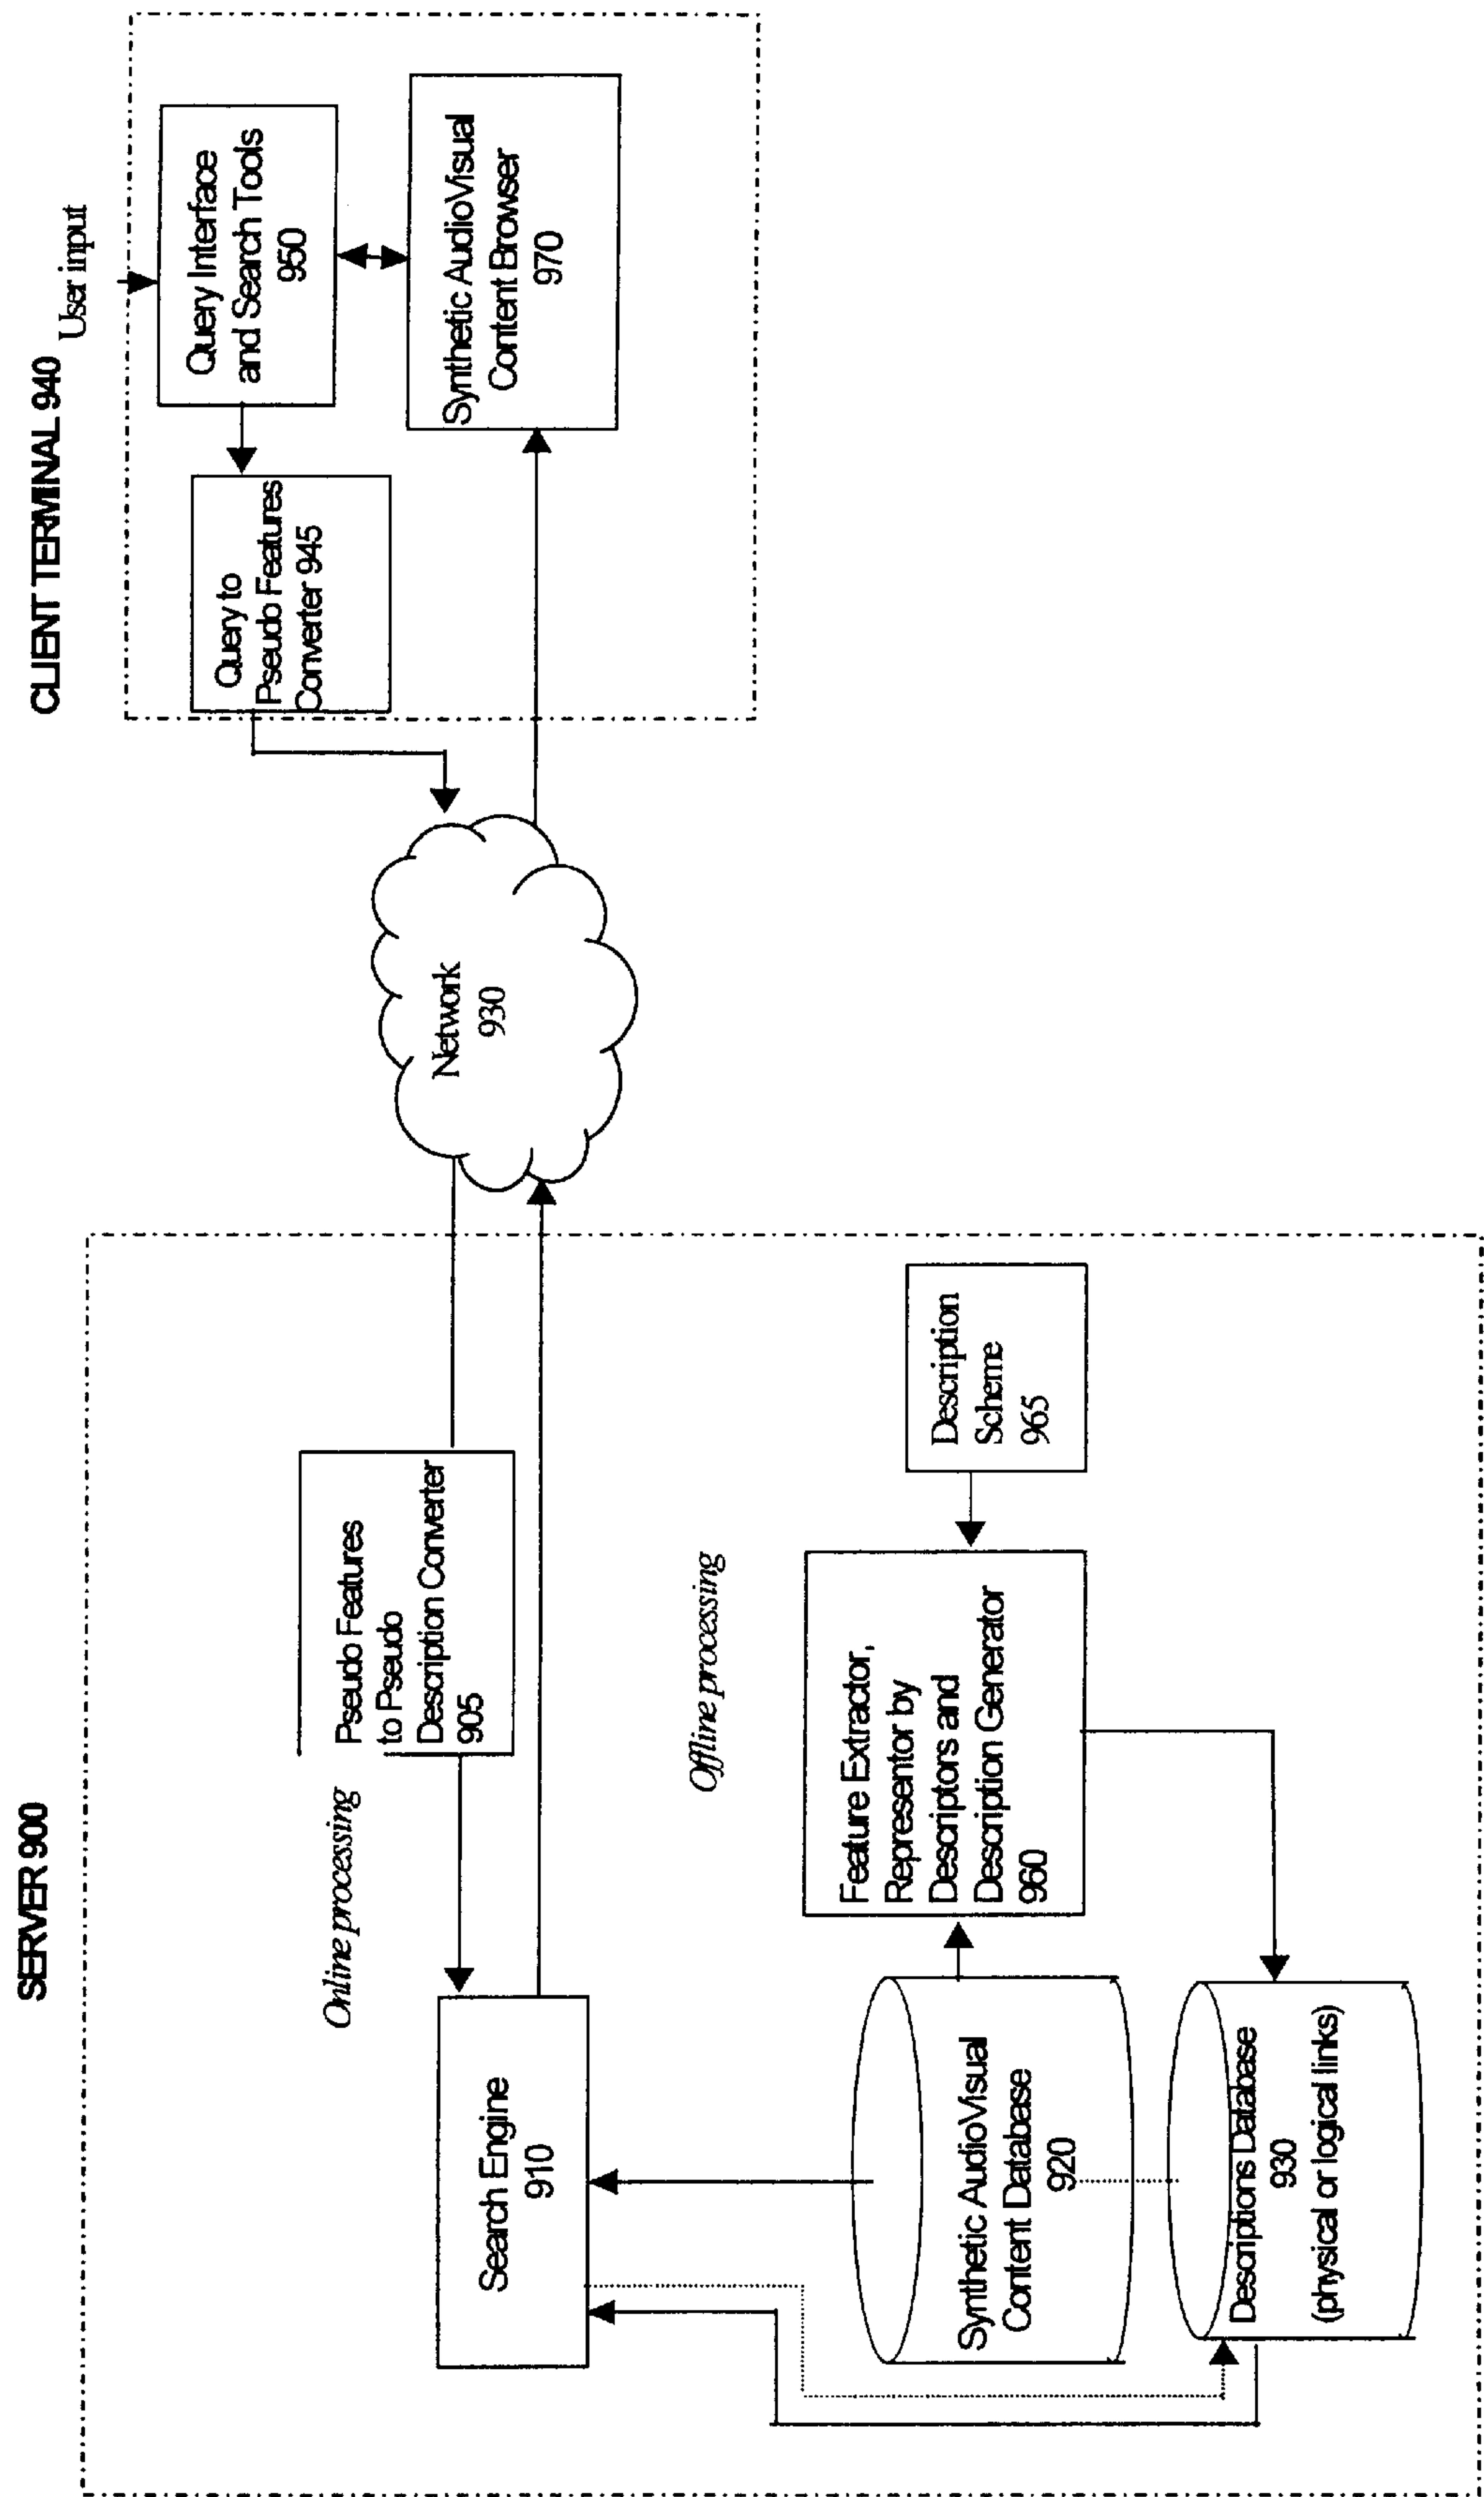 SERVER 900
CLIENT TERMINAL 940
User input
Online processing
Search Engine
910
Pseudo Features
to Pseudo
Description Converter
905
Network
930
Query to
Pseudo Features
Converter 945
Query Interface
and Search Tools
950
Synthetic AudioVisual
Content Browser
970
Offline processing
Synthetic AudioVisual
Content Database
920
Feature Extractor,
Representor by
Descriptors and
Description Generator
960
Description
Scheme
965
Descriptions Database
930
(physical or logical links)